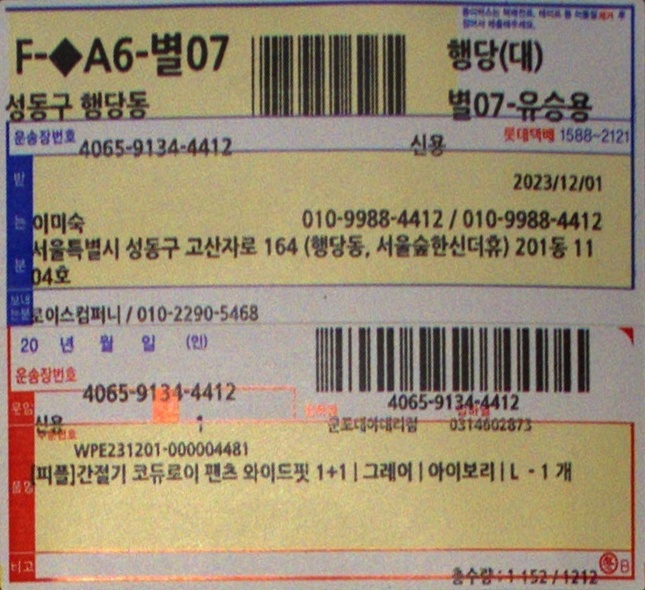 F-◆A6-별07
행당(대)
성동구 행당동
별07-유승용
운송장번호
4065-9134-4412
신용
롯데택배 1588-2121
2023/12/01
받는분
이미숙
010-9988-4412 / 010-9988-4412
서울특별시 성동구 고산자로 164 (행당동, 서울숲한신더휴) 201동 11
04호
보낸는분
로이스컴퍼니 / 010-2290-5468
20 년 월 일 (인)
운송장번호
4065-9134-4412
4065-9134-4412
운임
신용
1
군포대야대리점
0314602873
WPE231201-000004481
품명
[피플]간절기 코듀로이 팬츠 와이드핏 1+1 | 그레이 | 아이보리 | L - 1 개
비고
총수량 : 1 152 / 1212